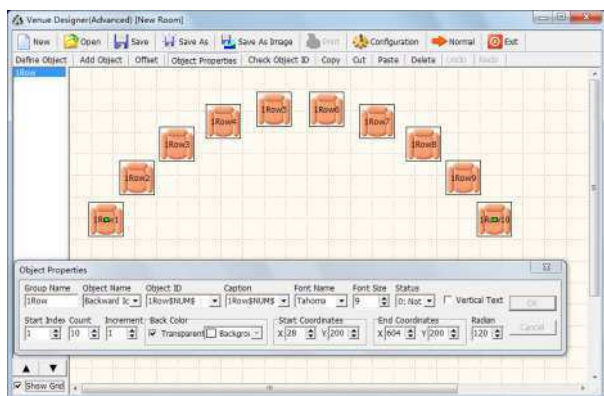 Venue Designer(Advanced) [New Room]
New Open Save Save As Save As Image Print Configuration Normal Exit
Define Object Add Object Offset Object Properties Check Object ID Copy Cut Paste Delete Undo Redo
1Row
1Row5 1Row6
1Row4 1Row7
1Row3 1Row8
1Row2 1Row9
1Row1 1Row10
Object Properties
Group Name Object Name Object ID Caption Font Name Font Size Status
1Row Backward Ic 1Row$NUM$ 1Row$NUM$ Tahoma 9 0: Not Vertical Text OK
Start Index Count Increment Back Color Start Coordinates End Coordinates Radian
1 10 1 Transparent Backgro X 28 Y 200 X 604 Y 200 120 Cancel
Show Grid